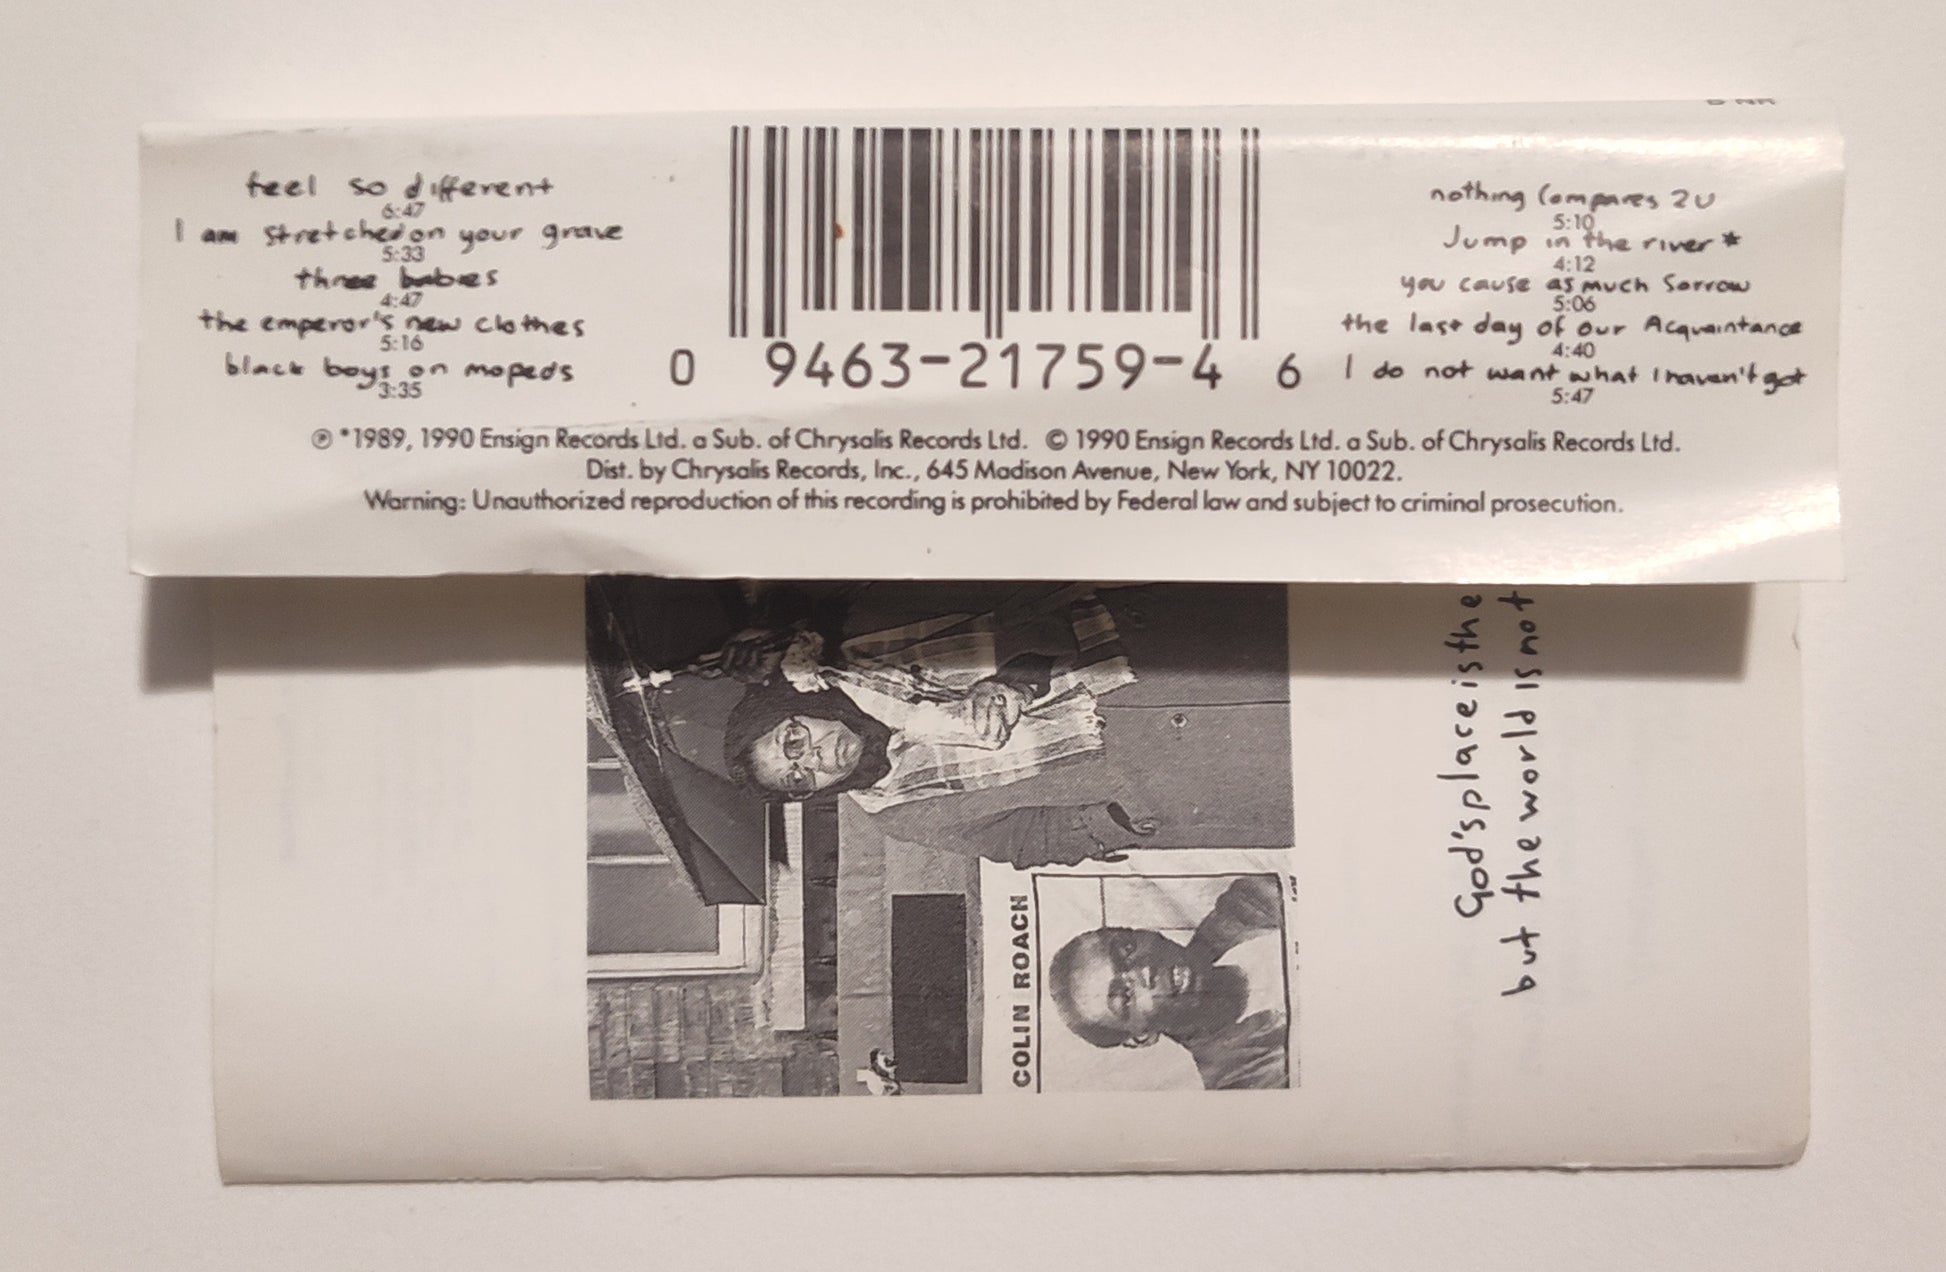 feel so different
6:47
I am stretched on your grave
5:33
three babies
4:47
the emperor's new clothes
5:16
black boys on mopeds
3:35
0 9463-21759-4 6
nothing Compares 2U
5:10
Jump in the river*
4:12
you cause as much Sorrow
5:06
the last day of our Acquaintance
4:40
I do not want what I haven't got
5:47
℗ *1989, 1990 Ensign Records Ltd. a Sub. of Chrysalis Records Ltd. © 1990 Ensign Records Ltd. a Sub. of Chrysalis Records Ltd.
Dist. by Chrysalis Records, Inc., 645 Madison Avenue, New York, NY 10022.
Warning: Unauthorized reproduction of this recording is prohibited by Federal law and subject to criminal prosecution.
COLIN ROACH
God's place is the
but the world is not